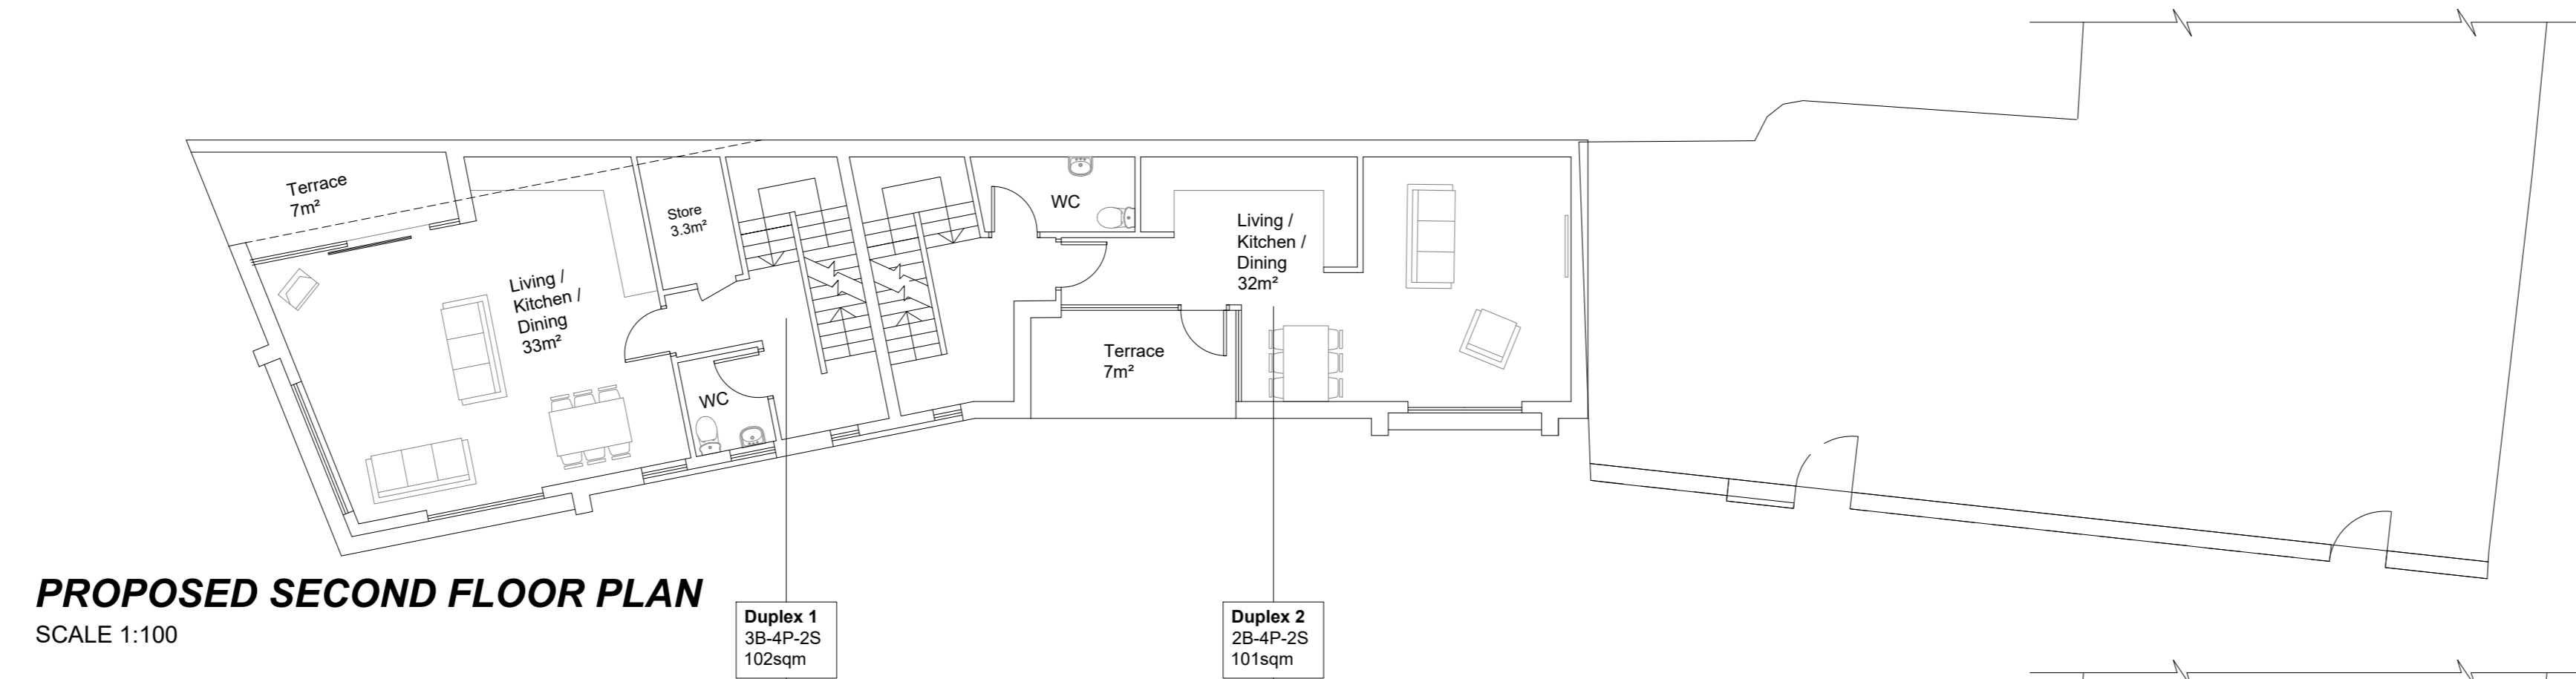 Terrace
7m²
Living /
Kitchen /
Dining
33m²
Store
3.3m²
WC
WC
Living /
Kitchen /
Dining
32m²
Terrace
7m²
PROPOSED SECOND FLOOR PLAN
SCALE 1:100
Duplex 1
3B-4P-2S
102sqm
Duplex 2
2B-4P-2S
101sqm